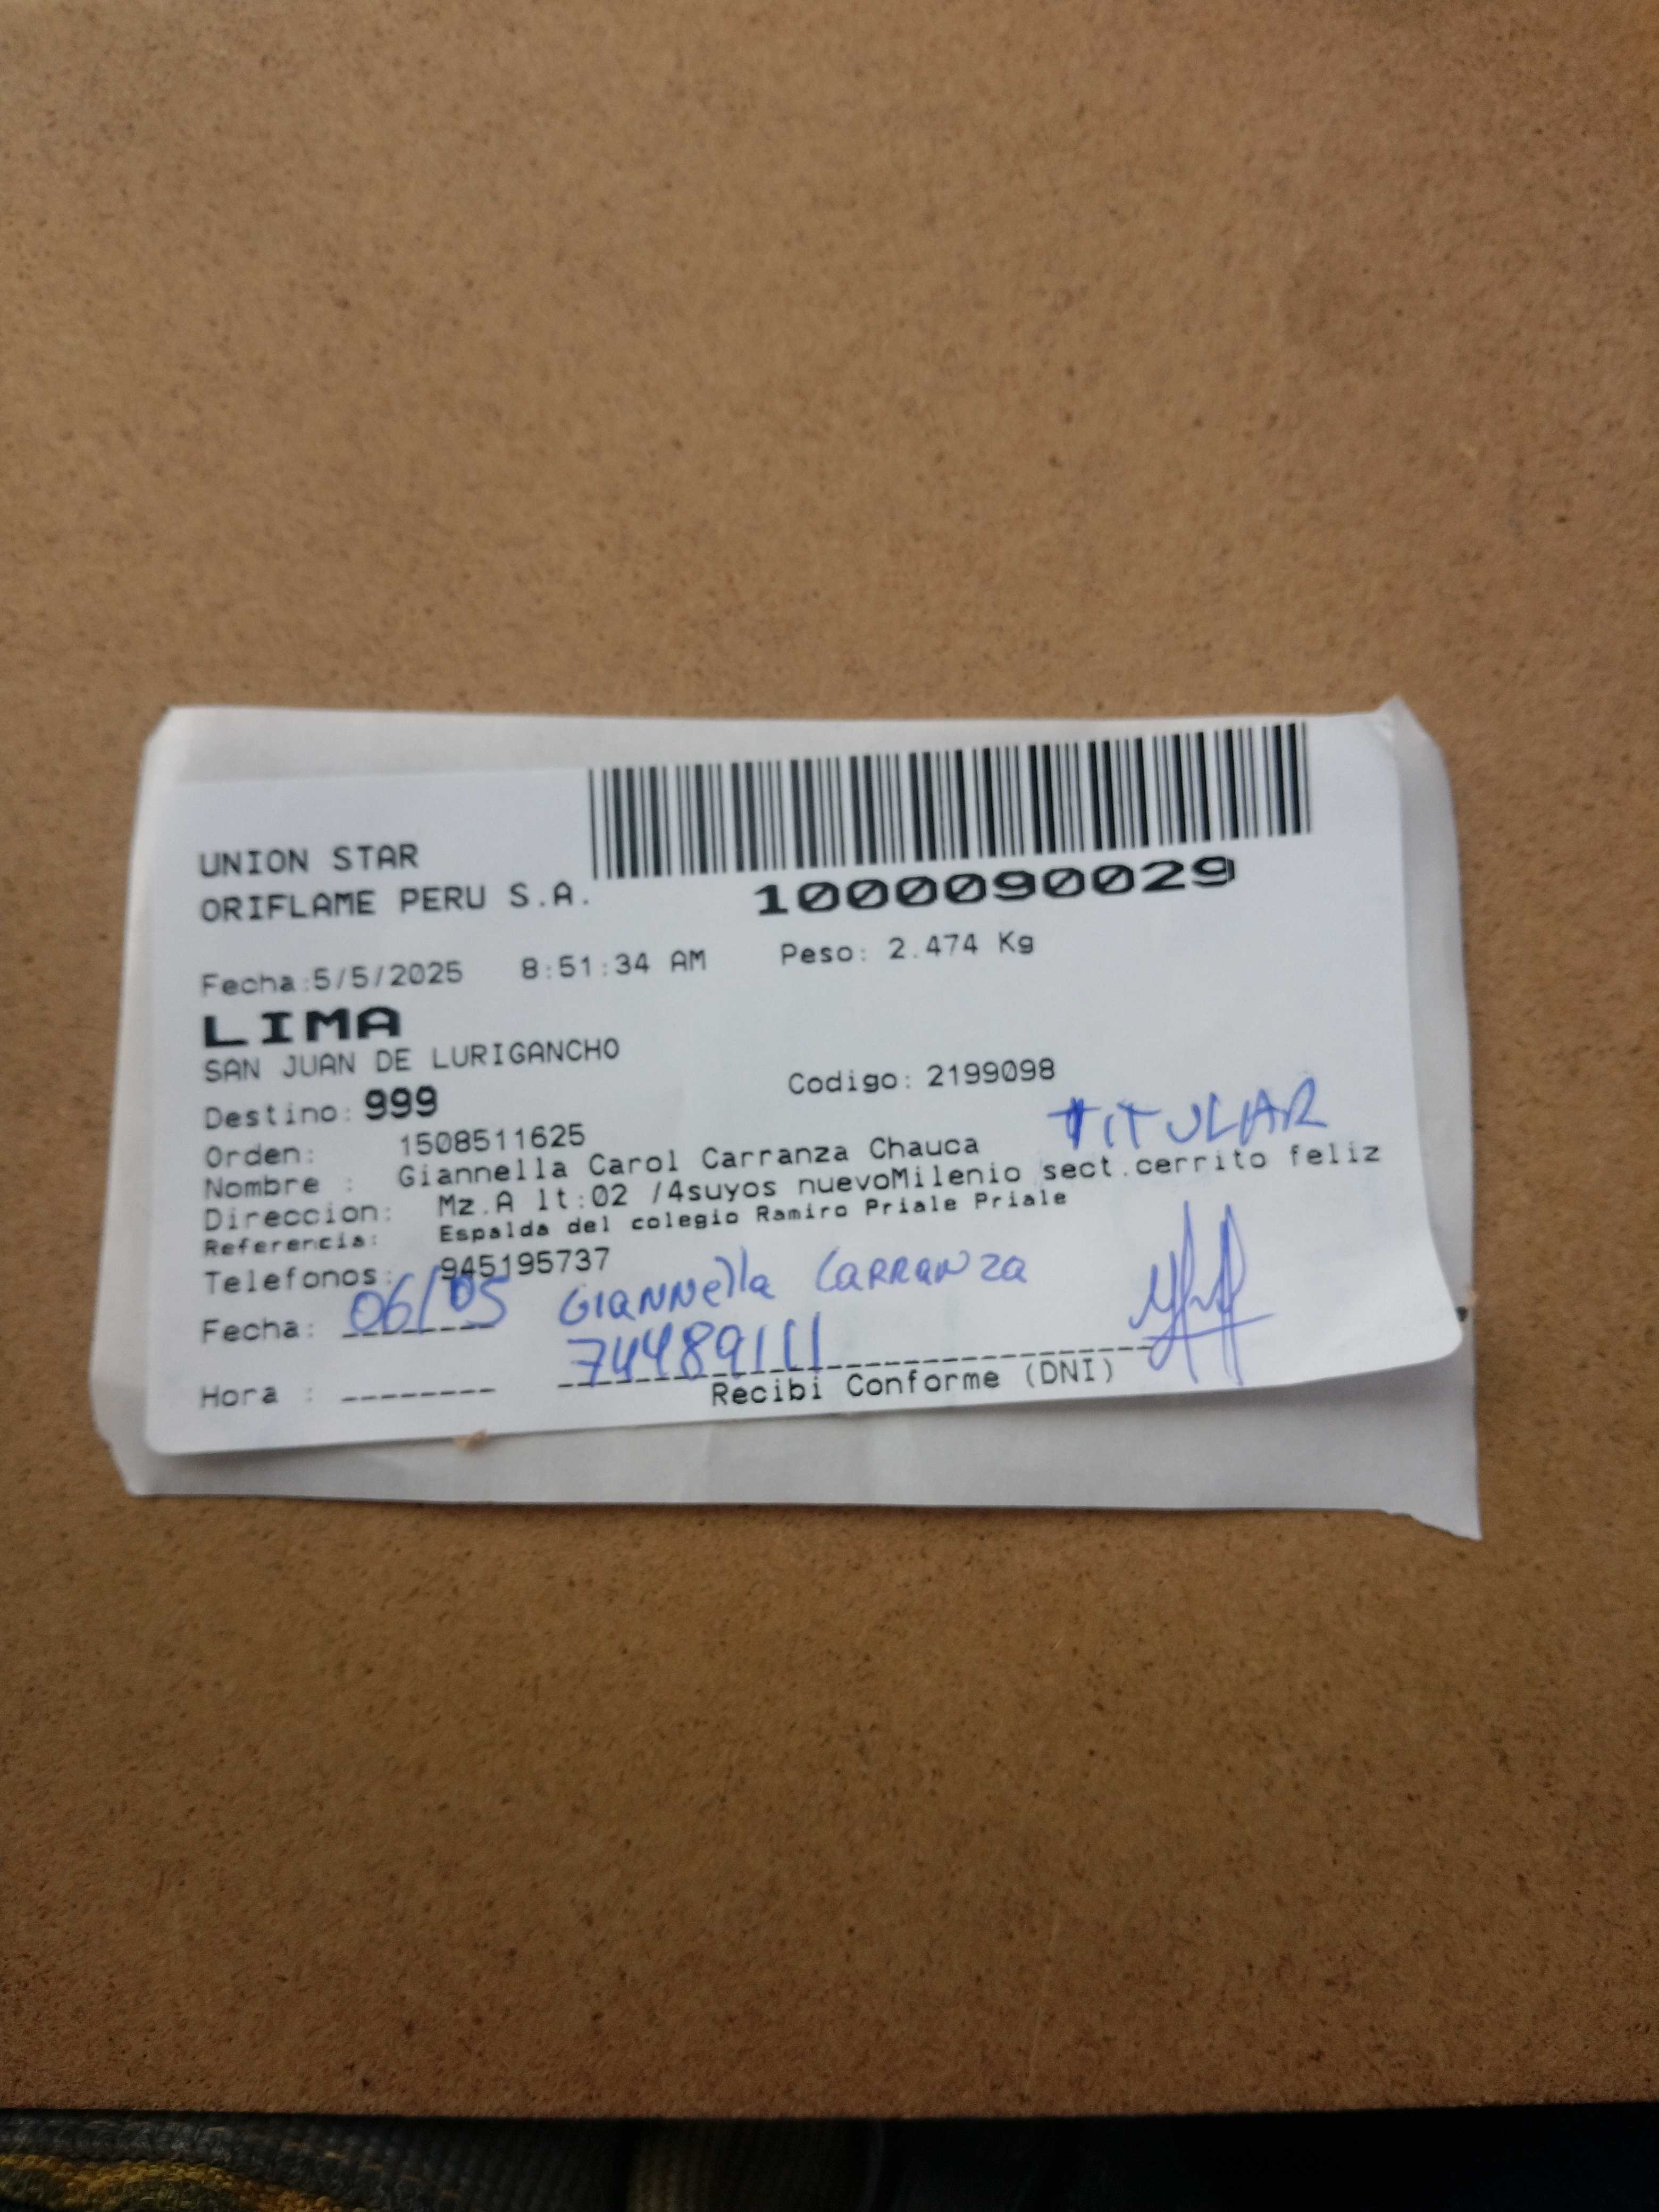 UNION STAR
ORIFLAME PERU S.A.
1000090029
Fecha:5/5/2025 8:51:34 AM Peso: 2.474 Kg
LIMA
SAN JUAN DE LURIGANCHO
Destino: 999 Codigo: 2199098
Orden: 1508511625 TITULAR
Nombre : Giannella Carol Carranza Chauca
Direccion: Mz.A lt:02 /4suyos nuevoMilenio sect.cerrito feliz
Referencia: Espalda del colegio Ramiro Priale Priale
Telefonos: 945195737
Fecha: 06/05 Giannella Carranza
74489111
Hora : Recibi Conforme (DNI)